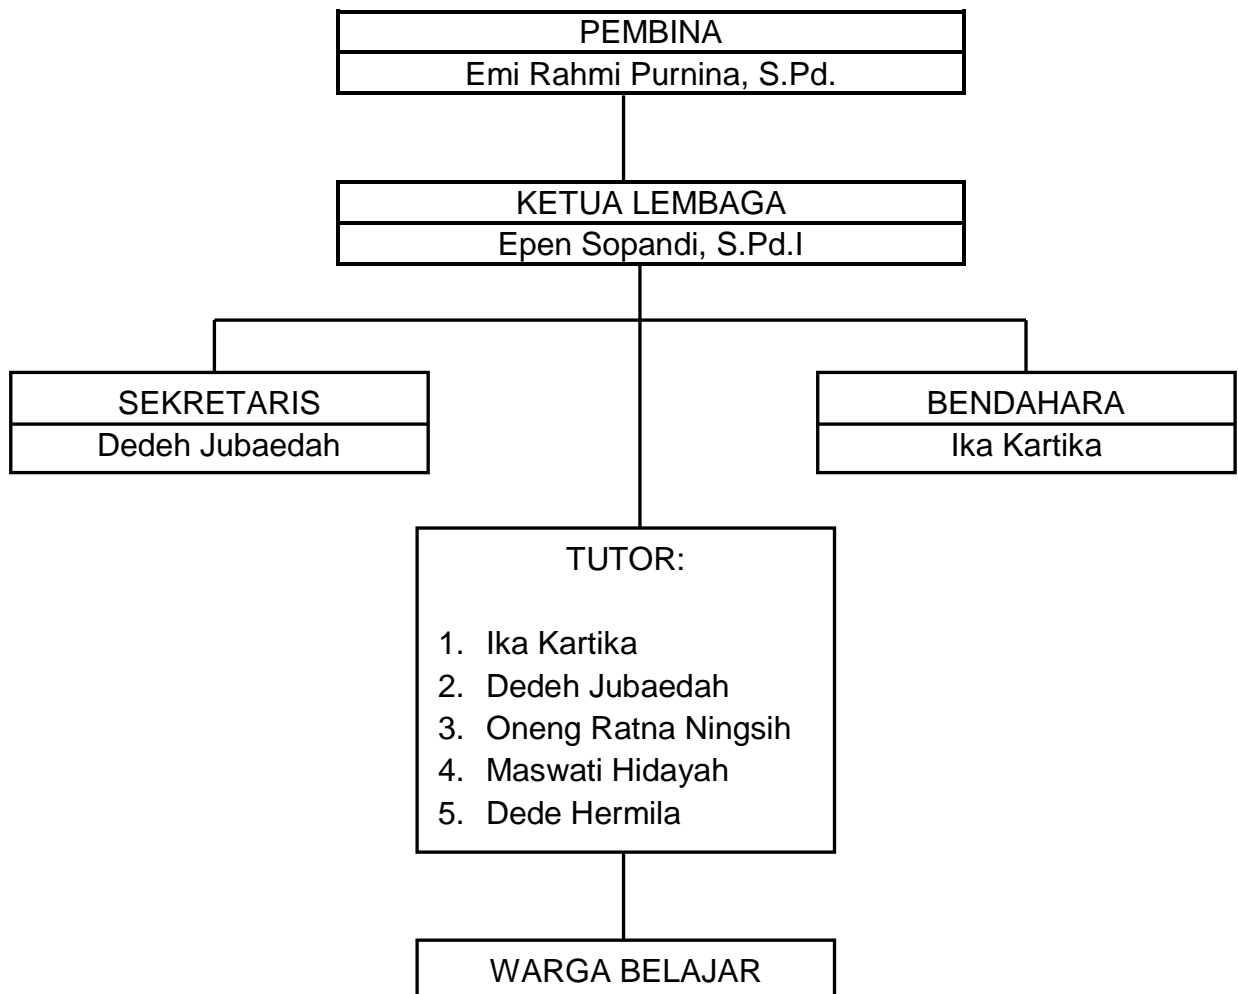 PEMBINA
Emi Rahmi Purnina, S.Pd.
KETUA LEMBAGA
Epen Sopandi, S.Pd.I
SEKRETARIS
Dedeh Jubaedah
BENDAHARA
Ika Kartika
TUTOR:
1. Ika Kartika
2. Dedeh Jubaedah
3. Oneng Ratna Ningsih
4. Maswati Hidayah
5. Dede Hermila
WARGA BELAJAR